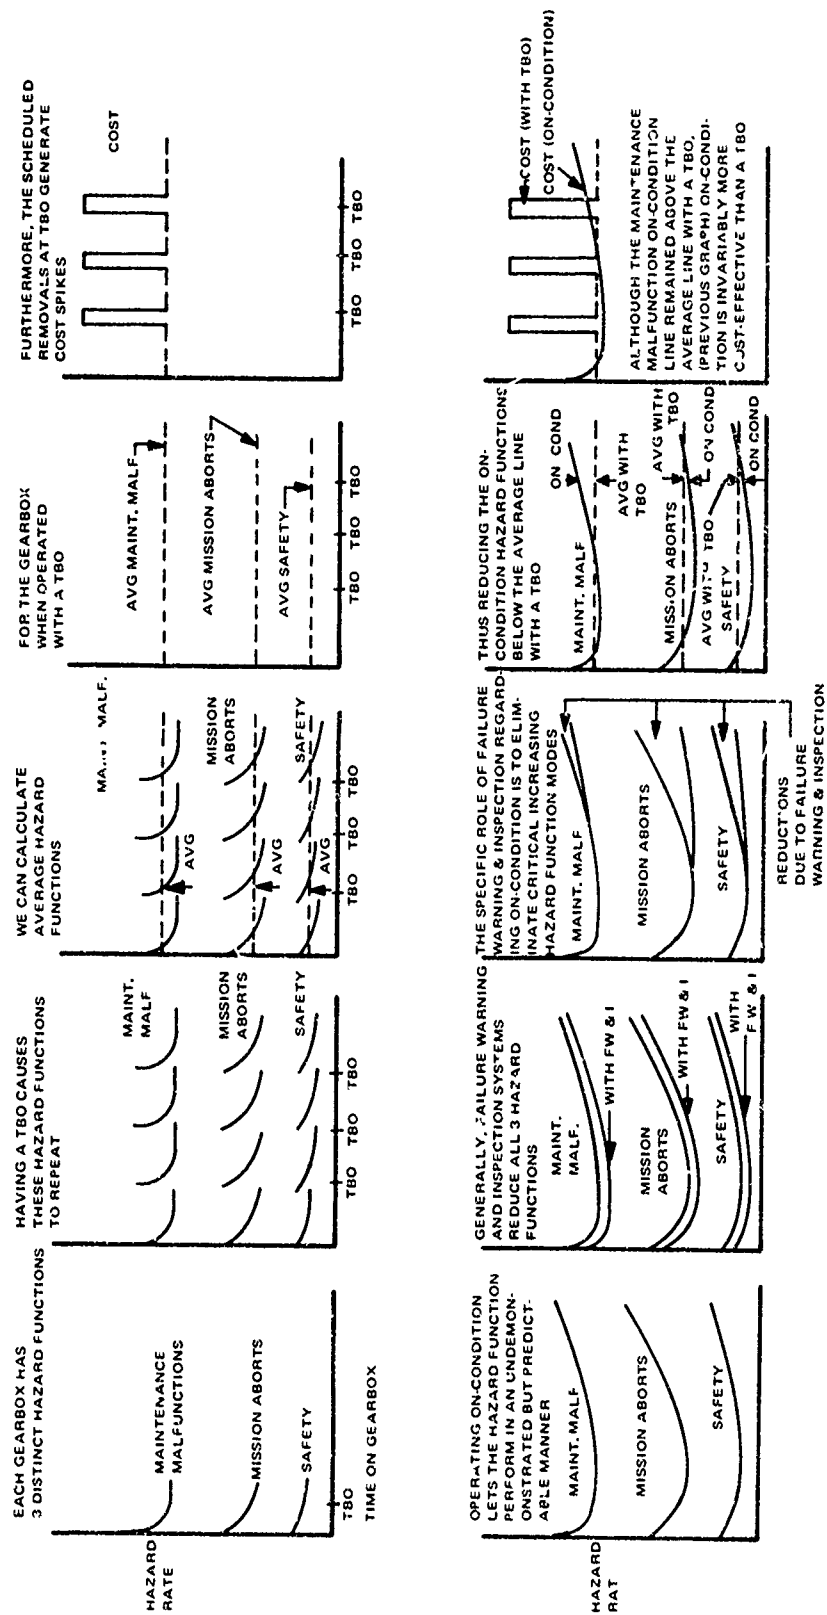 EACH GEARBOX HAS
3 DISTINCT HAZARD FUNCTIONS
HAZARD
RATE
MAINTENANCE
MALFUNCTIONS
MISSION ABORTS
SAFETY
TBO
TIME ON GEARBOX
HAVING A TBO CAUSES
THESE HAZARD FUNCTIONS
TO REPEAT
MAINT.
MALF
MISSION
ABORTS
SAFETY
TBO
TBO
TBO
WE CAN CALCULATE
AVERAGE HAZARD
FUNCTIONS
MALF.
AVG
MISSION
ABORTS
AVG
SAFETY
AVG
TBO
TBO
TBO
FOR THE GEARBOX
WHEN OPERATED
WITH A TBO
AVG MAINT. MALF
AVG MISSION ABORTS
AVG SAFETY
TBO
TBO
TBO
FURTHERMORE, THE SCHEDULED
REMOVALS AT TBO GENERATE
COST SPIKES
COST
TBO
TBO
TBO
OPERATING ON-CONDITION
LETS THE HAZARD FUNCTION
PERFORM IN AN UNDEMON-
STRATED BUT PREDICT-
ABLE MANNER
HAZARD
RAT
MAINT. MALF
MISSION ABORTS
SAFETY
GENERALLY, FAILURE WARNING
AND INSPECTION SYSTEMS
REDUCE ALL 3 HAZARD
FUNCTIONS
MAINT.
MALF.
WITH FW & I
MISSION
ABORTS
WITH FW & I
SAFETY
WITH
FW & I
THE SPECIFIC ROLE OF FAILURE
WARNING & INSPECTION REGARD-
ING ON-CONDITION IS TO ELIM-
INATE CRITICAL INCREASING
HAZARD FUNCTION MODES
MAINT. MALF
MISSION ABORTS
SAFETY
REDUCTIONS
DUE TO FAILURE
WARNING & INSPECTION
THUS REDUCING THE ON-
CONDITION HAZARD FUNCTIONS
BELOW THE AVERAGE LINE
WITH A TBO
MAINT. MALF
ON COND
AVG WITH
TBO
MISSION ABORTS
AVG WITH
TBO
ON COND
AVG WITH TBO
SAFETY
ON COND
COST (WITH TBO)
COST (ON-CONDITION)
ALTHOUGH THE MAINTENANCE
MALFUNCTION ON-CONDITION
LINE REMAINED ABOVE THE
AVERAGE LINE WITH A TBO,
(PREVIOUS GRAPH) ON-CONDI-
TION IS INVARIABLY MORE
COST-EFFECTIVE THAN A TBO